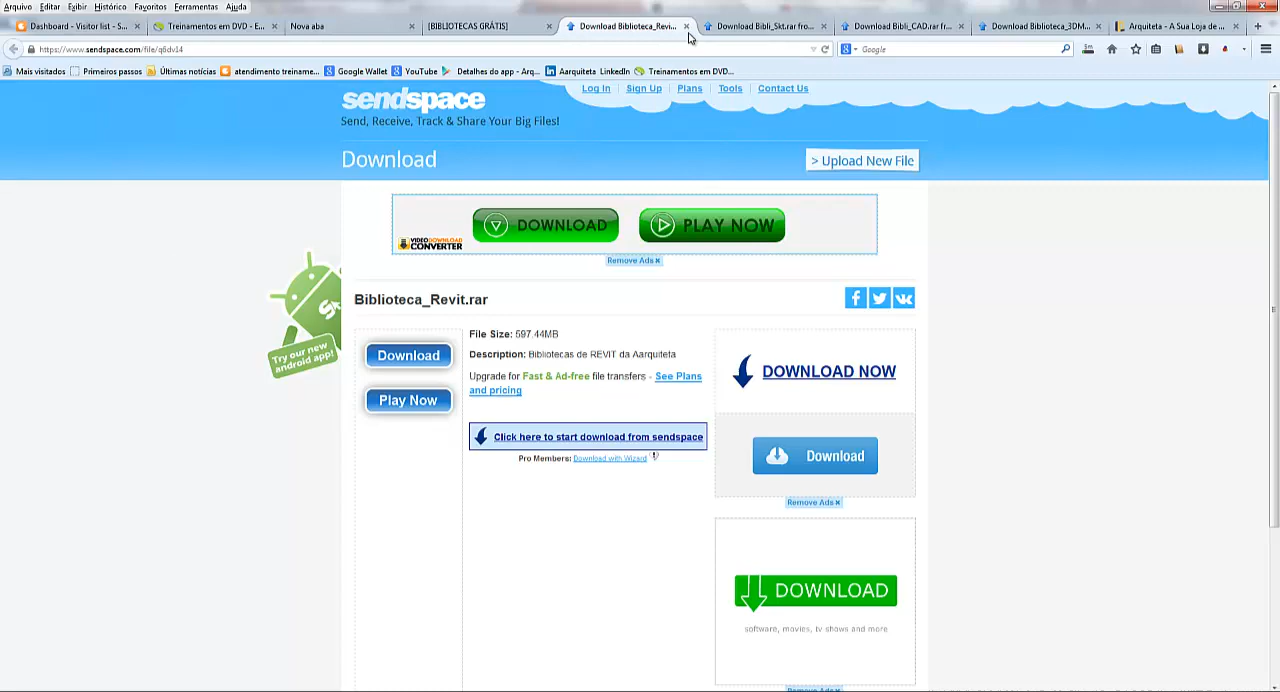 Arquivo Editar Exibir Histórico Favoritos Ferramentas Ajuda
Dashboard - Visitor list - S... Treinamentos em DVD - E... Nova aba [BIBLIOTECAS GRÁTIS] Download Biblioteca_Revi... Download Bibli_Skt.rar fro... Download Bibli_CAD.rar fr... Download Biblioteca_3DM... Arquiteta - A Sua Loja de ...
https://www.sendspace.com/file/q6dv14 Google
Mais visitados Primeiros passos Últimas notícias atendimento treiname... Google Wallet YouTube Detalhes do app - Arq... Aarquiteta LinkedIn Treinamentos em DVD...
sendspace
Log In Sign Up Plans Tools Contact Us
Send, Receive, Track & Share Your Big Files!
Download
> Upload New File
VIDEODOWNLOAD CONVERTER
DOWNLOAD PLAY NOW
Remove Ads x
Biblioteca_Revit.rar
Try our new android app!
Download
Play Now
File Size: 597.44MB
Description: Bibliotecas de REVIT da Aarquiteta
Upgrade for Fast & Ad-free file transfers - See Plans
and pricing
Click here to start download from sendspace
Pro Members: Download with Wizard
DOWNLOAD NOW
Download
Remove Ads x
DOWNLOAD
software, movies, tv shows and more
Remove Ads x